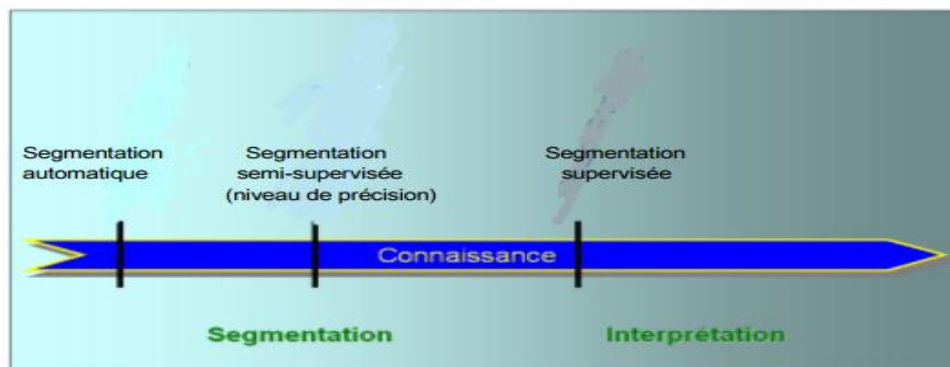 Segmentation
automatique
Segmentation
semi-supervisée
(niveau de précision)
Segmentation
supervisée
Connaissance
Segmentation
Interprétation